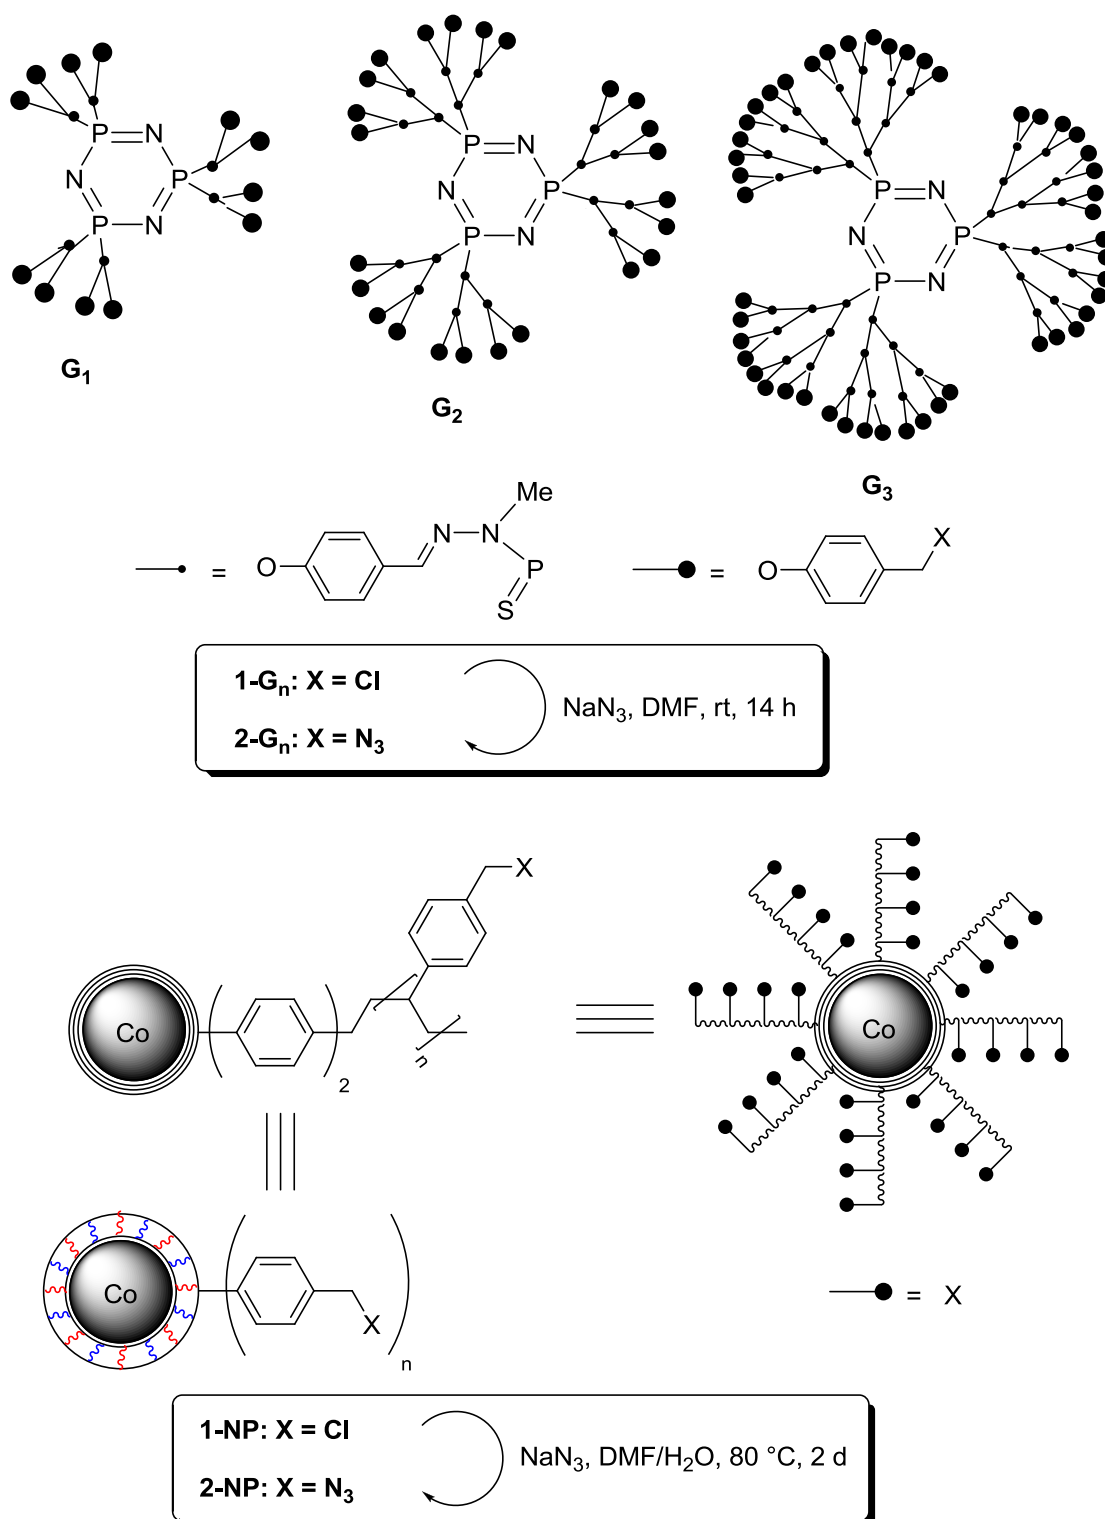 P N P N P N
G₁
P N P N P N
G₂
P N P N P N
G₃
= O N N Me P S
= O X
1-Gₙ: X = Cl
2-Gₙ: X = N₃
NaN₃, DMF, rt, 14 h
Co 2 n X
Co
Co X n
= X
1-NP: X = Cl
2-NP: X = N₃
NaN₃, DMF/H₂O, 80 °C, 2 d